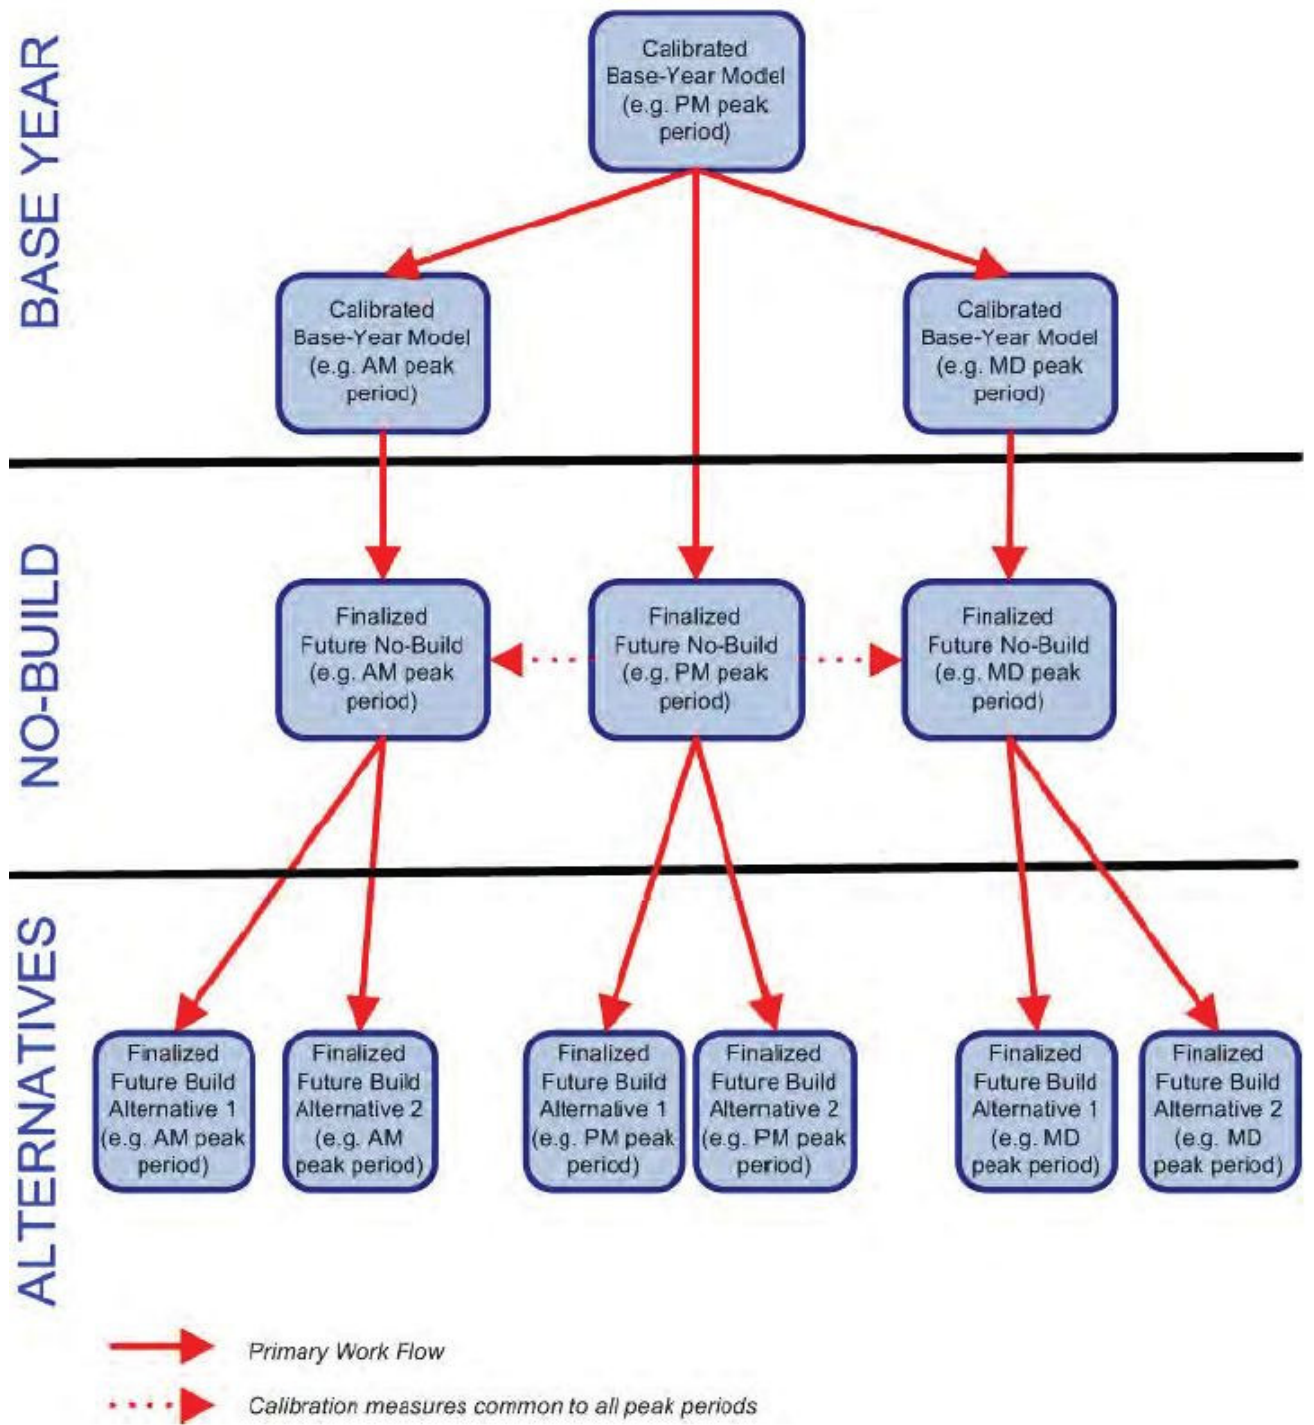 BASE YEAR
Calibrated
Base-Year Model
(e.g. PM peak
period)
Calibrated
Base-Year Model
(e.g. AM peak
period)
Calibrated
Base-Year Model
(e.g. MD peak
period)
NO-BUILD
Finalized
Future No-Build
(e.g. AM peak
period)
Finalized
Future No-Build
(e.g. PM peak
period)
Finalized
Future No-Build
(e.g. MD peak
period)
ALTERNATIVES
Finalized
Future Build
Alternative 1
(e.g. AM peak
period)
Finalized
Future Build
Alternative 2
(e.g. AM
peak period)
Finalized
Future Build
Alternative 1
(e.g. PM peak
period)
Finalized
Future Build
Alternative 2
(e.g. PM peak
period)
Finalized
Future Build
Alternative 1
(e.g. MD
peak period)
Finalized
Future Build
Alternative 2
(e.g. MD
peak period)
Primary Work Flow
Calibration measures common to all peak periods